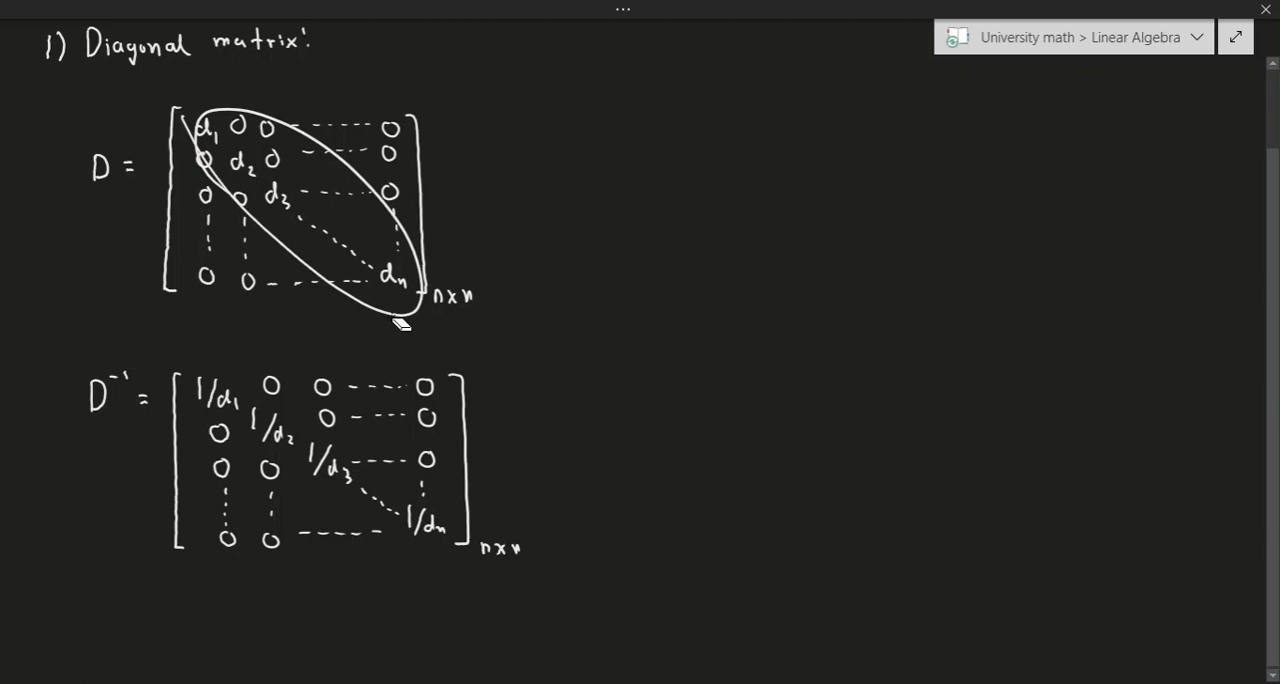 University math > Linear Algebra
1) Diagonal matrix:
d₁ 0 0 ------- 0
D = 0 d₂ 0 ------- 0
0 0 d₃ ------- 0
0 0 ------- dₙ
n×n
1/d₁ 0 0 ---- 0
D⁻¹ = 0 1/d₂ 0 ---- 0
0 0 1/d₃ ---- 0
0 0 ----- 1/dₙ
n×n